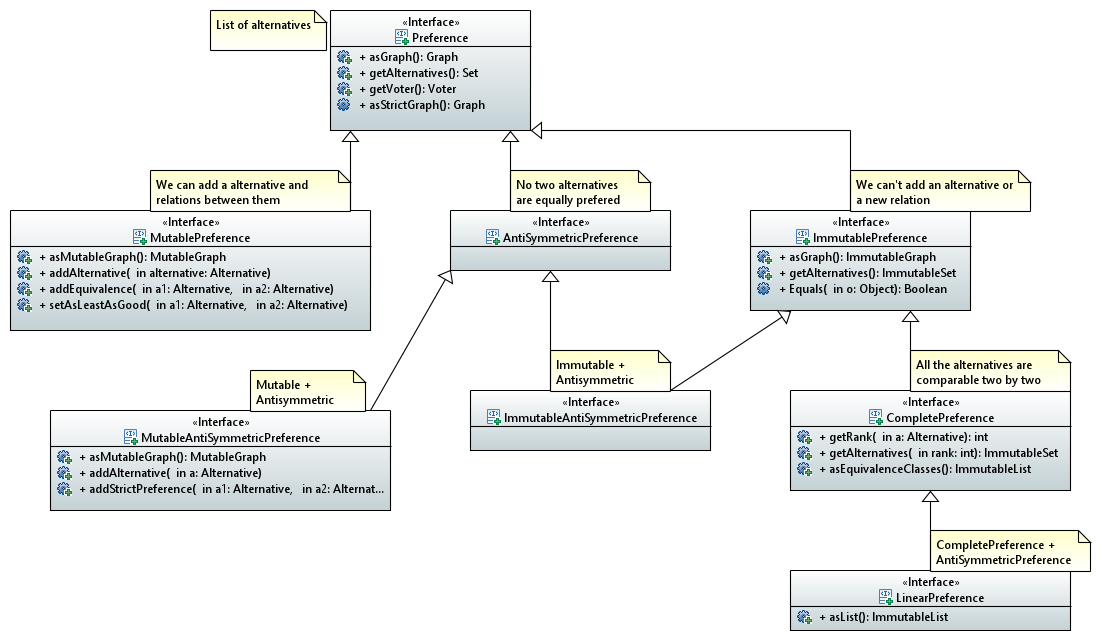 List of alternatives
«Interface»
Preference
+ asGraph(): Graph
+ getAlternatives(): Set
+ getVoter(): Voter
+ asStrictGraph(): Graph
We can add a alternative and
relations between them
«Interface»
MutablePreference
+ asMutableGraph(): MutableGraph
+ addAlternative( in alternative: Alternative)
+ addEquivalence( in a1: Alternative, in a2: Alternative)
+ setAsLeastAsGood( in a1: Alternative, in a2: Alternative)
No two alternatives
are equally prefered
«Interface»
AntiSymmetricPreference
We can't add an alternative or
a new relation
«Interface»
ImmutablePreference
+ asGraph(): ImmutableGraph
+ getAlternatives(): ImmutableSet
+ Equals( in o: Object): Boolean
Mutable +
Antisymmetric
«Interface»
MutableAntiSymmetricPreference
+ asMutableGraph(): MutableGraph
+ addAlternative( in a: Alternative)
+ addStrictPreference( in a1: Alternative, in a2: Alternat...
Immutable +
Antisymmetric
«Interface»
ImmutableAntiSymmetricPreference
All the alternatives are
comparable two by two
«Interface»
CompletePreference
+ getRank( in a: Alternative): int
+ getAlternatives( in rank: int): ImmutableSet
+ asEquivalenceClasses(): ImmutableList
CompletePreference +
AntiSymmetricPreference
«Interface»
LinearPreference
+ asList(): ImmutableList